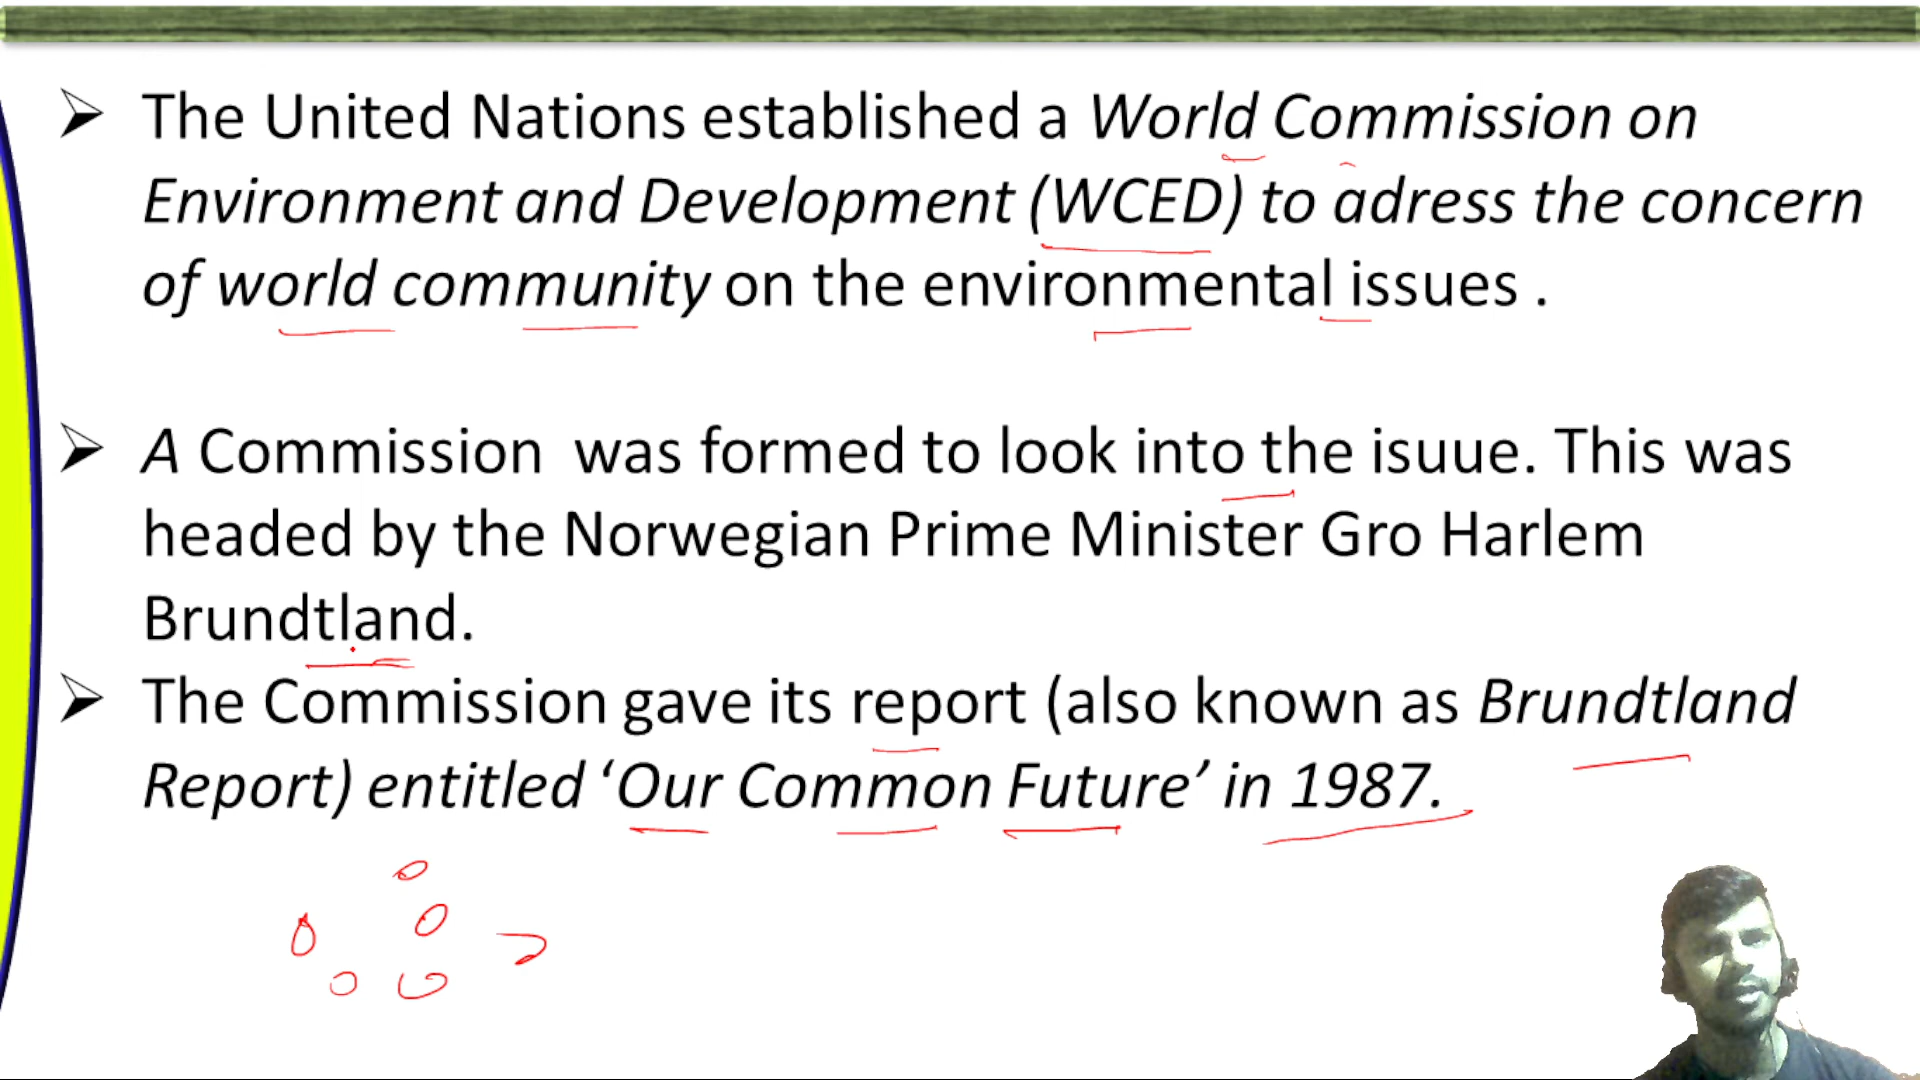 ➢ The United Nations established a World Commission on
Environment and Development (WCED) to adress the concern
of world community on the environmental issues .
➢ A Commission  was formed to look into the isuue. This was
headed by the Norwegian Prime Minister Gro Harlem
Brundtland.
➢ The Commission gave its report (also known as Brundtland
Report) entitled ‘Our Common Future’ in 1987.